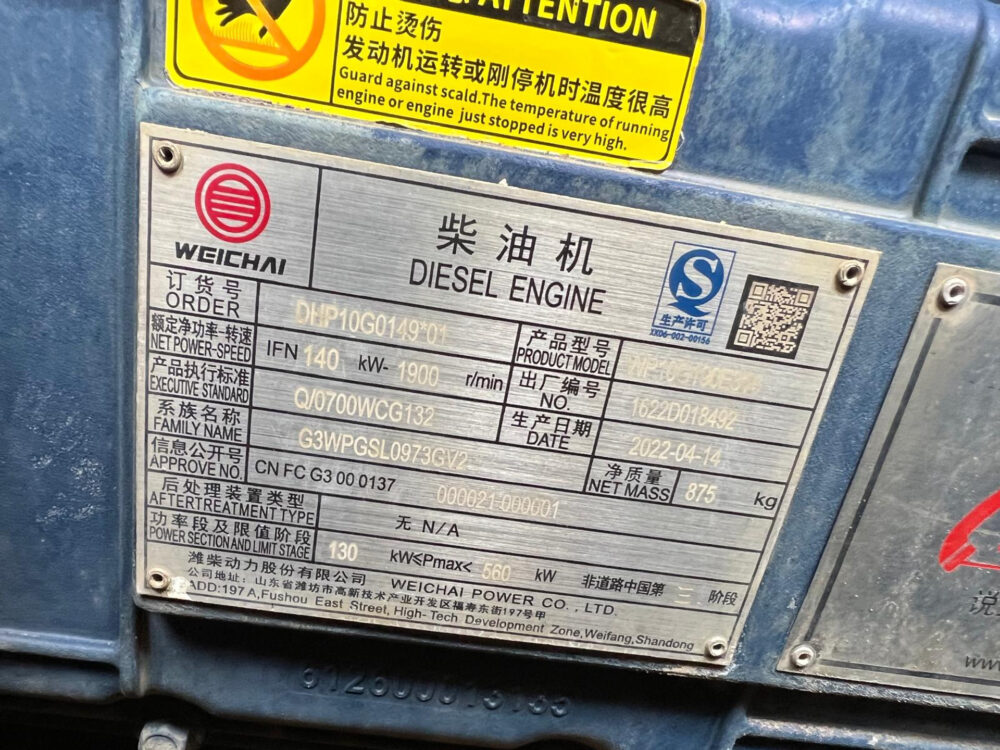 ATTENTION
防止烫伤
发动机运转或刚停机时温度很高
Guard against scald.The temperature of running
engine or engine just stopped is very high.
WEICHAI
柴油机
DIESEL ENGINE
生产许可
XK06-002-00156
订货号
ORDER
DHP10G0149*01
产品型号
PRODUCT MODEL
额定净功率-转速
NET POWER-SPEED
IFN 140 kW- 1900 r/min
出厂编号
NO.
1622D018492
产品执行标准
EXECUTIVE STANDARD
Q/0700WCG132
生产日期
DATE
2022-04-14
系族名称
FAMILY NAME
G3WPGSL0973GV2
净质量
NET MASS
875 kg
信息公开号
APPROVE NO.
CN FC G3 00 0137 000021-000001
后处理装置类型
AFTERTREATMENT TYPE
无 N/A
功率段及限值阶段
POWER SECTION AND LIMIT STAGE
130 kW≤Pmax< 560 kW 非道路中国第 三 阶段
潍柴动力股份有限公司 WEICHAI POWER CO., LTD.
公司地址: 山东省潍坊市高新技术产业开发区福寿东街197号甲
ADD:197 A,Fushou East Street, High-Tech Development Zone,Weifang,Shandong
说
www